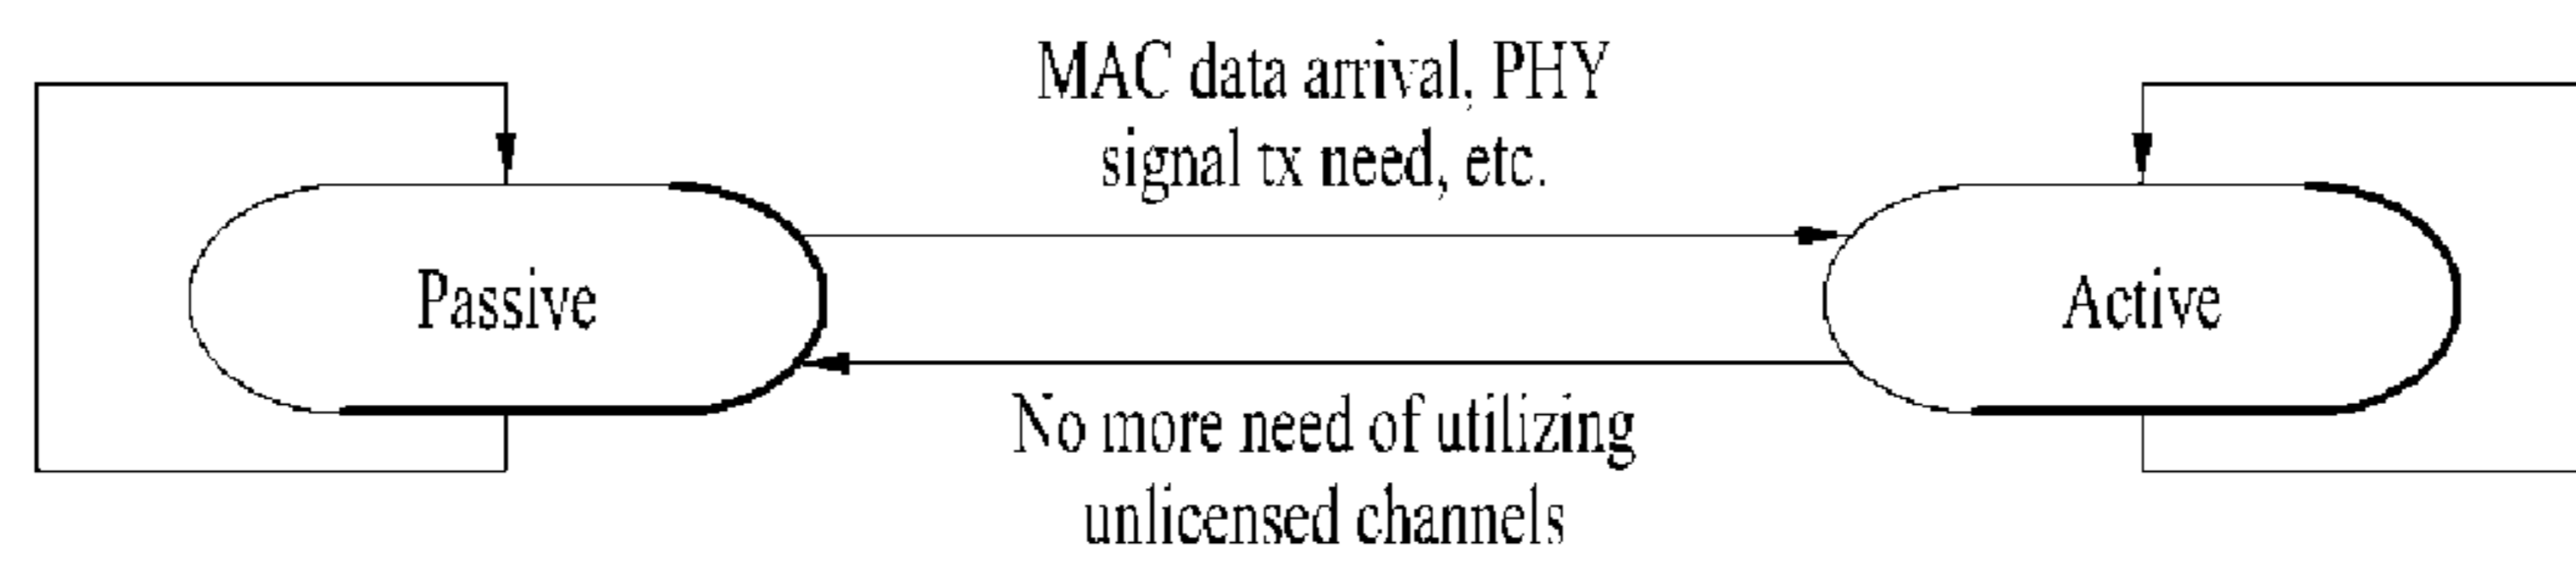 MAC data arrival, PHY
signal tx need, etc.
Passive
Active
No more need of utilizing
unlicensed channels